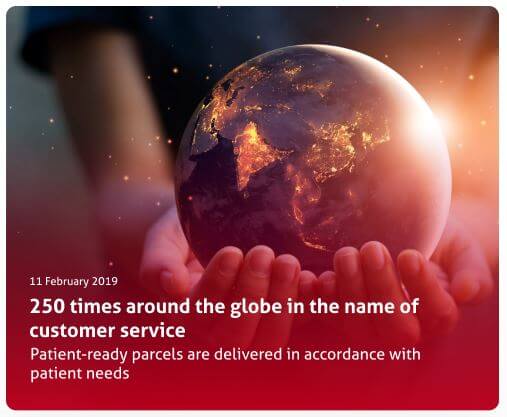 11 February 2019
250 times around the globe in the name of
customer service
Patient-ready parcels are delivered in accordance with
patient needs